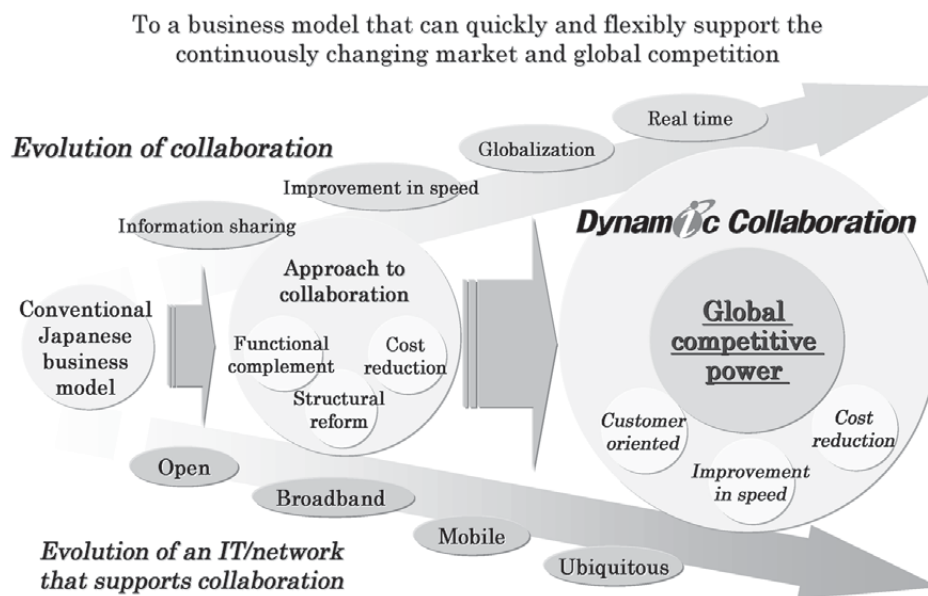 To a business model that can quickly and flexibly support the
continuously changing market and global competition
Real time
Evolution of collaboration
Globalization
Improvement in speed
Information sharing
Dynamic Collaboration
Approach to
collaboration
Conventional
Japanese
business
model
Functional
complement
Cost
reduction
Structural
reform
Global
competitive
power
Customer
oriented
Cost
reduction
Improvement
in speed
Open
Broadband
Mobile
Ubiquitous
Evolution of an IT/network
that supports collaboration